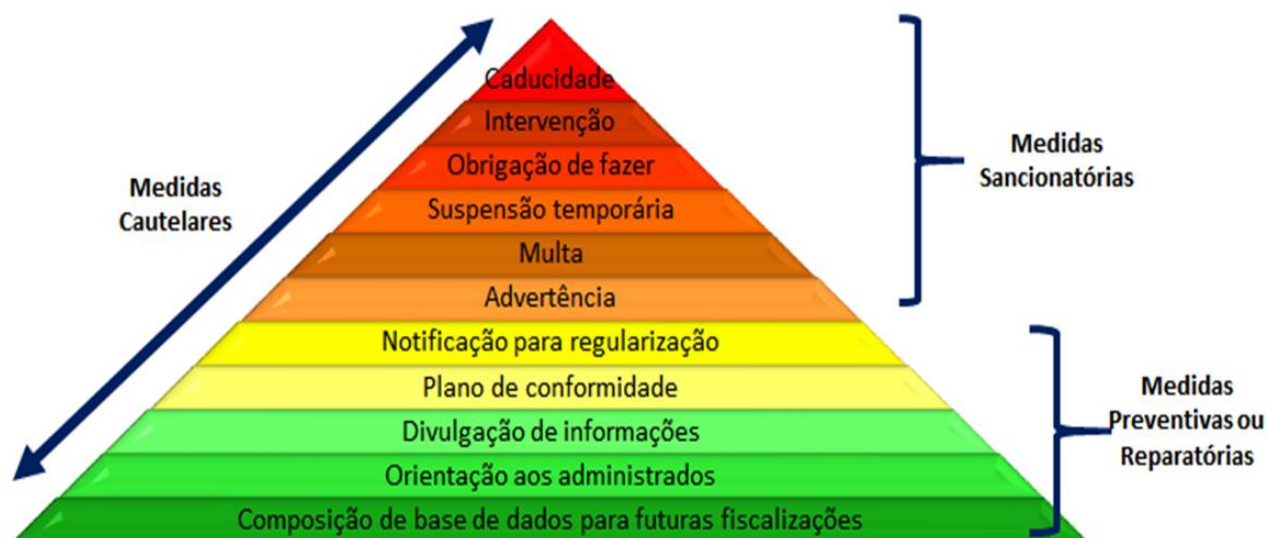 Caducidade
Intervenção
Obrigação de fazer
Suspensão temporária
Multa
Advertência
Notificação para regularização
Plano de conformidade
Divulgação de informações
Orientação aos administrados
Composição de base de dados para futuras fiscalizações
Medidas
Cautelares
Medidas
Sancionatórias
Medidas
Preventivas ou
Reparatórias